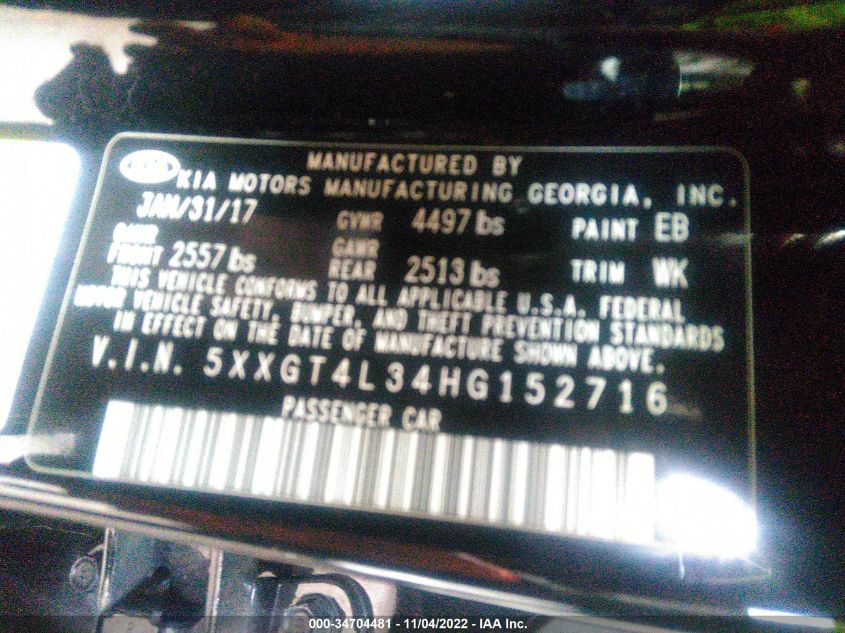 KIA
MANUFACTURED BY
KIA MOTORS MANUFACTURING GEORGIA, INC.
JAN/31/17 GVWR 4497 lbs PAINT EB
GAWR GAWR
FRONT 2557 lbs REAR 2513 lbs TRIM WK
THIS VEHICLE CONFORMS TO ALL APPLICABLE U.S.A. FEDERAL
MOTOR VEHICLE SAFETY, BUMPER, AND THEFT PREVENTION STANDARDS
IN EFFECT ON THE DATE OF MANUFACTURE SHOWN ABOVE.
V.I.N. 5XXGT4L34HG152716
PASSENGER CAR
000-34704481 - 11/04/2022 - IAA Inc.